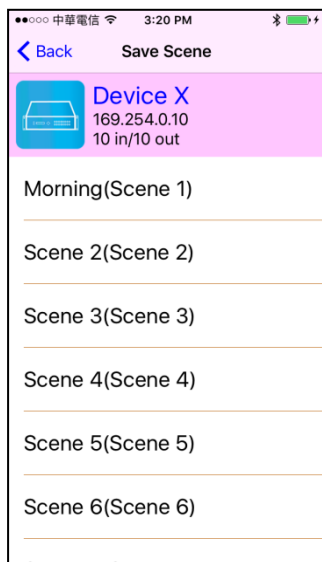 中華電信 3:20 PM
Back Save Scene
Device X
169.254.0.10
10 in/10 out
Morning(Scene 1)
Scene 2(Scene 2)
Scene 3(Scene 3)
Scene 4(Scene 4)
Scene 5(Scene 5)
Scene 6(Scene 6)